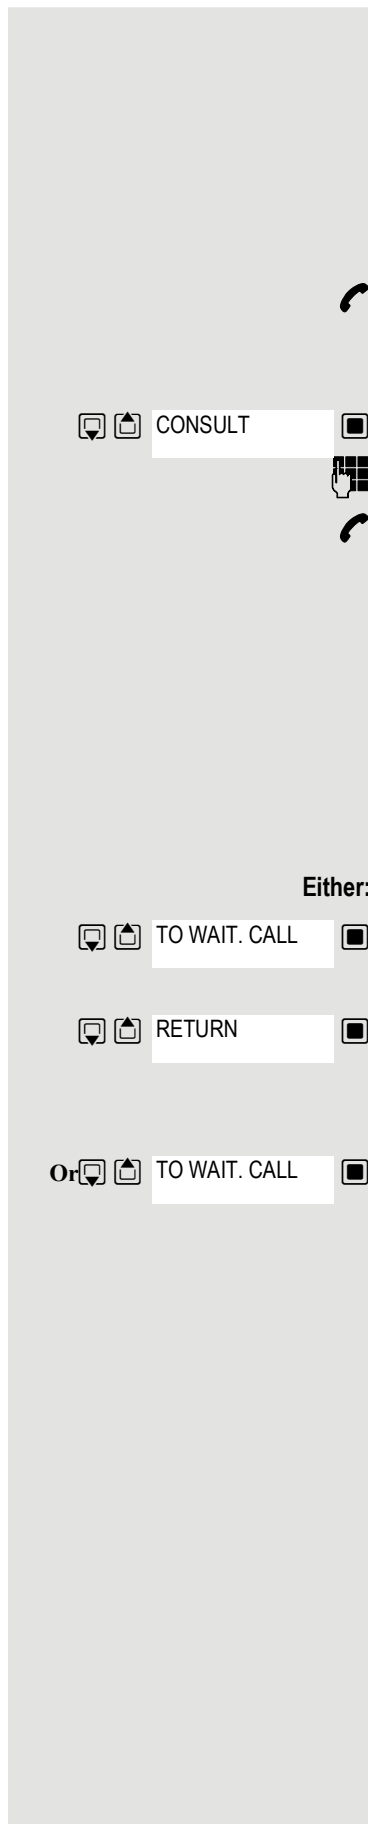 CONSULT
Either:
TO WAIT. CALL
RETURN
Or TO WAIT. CALL